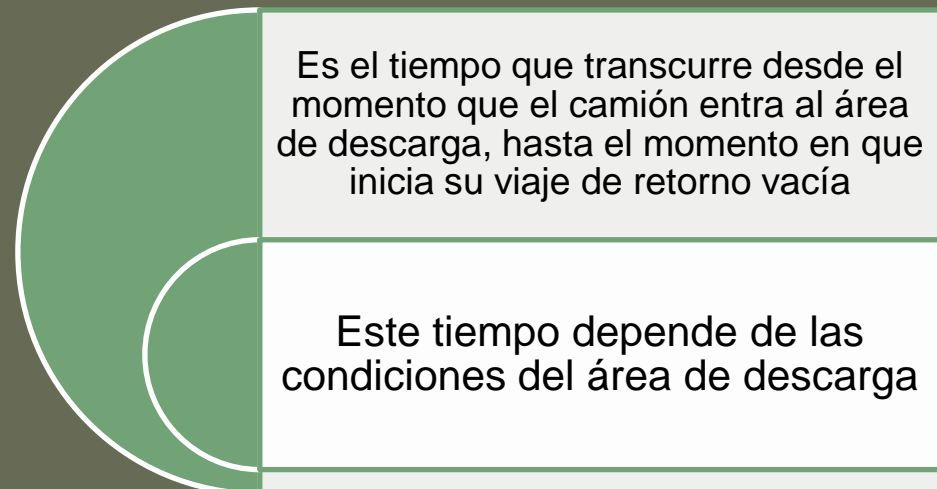 Es el tiempo que transcurre desde el
momento que el camión entra al área
de descarga, hasta el momento en que
inicia su viaje de retorno vacía
Este tiempo depende de las
condiciones del área de descarga